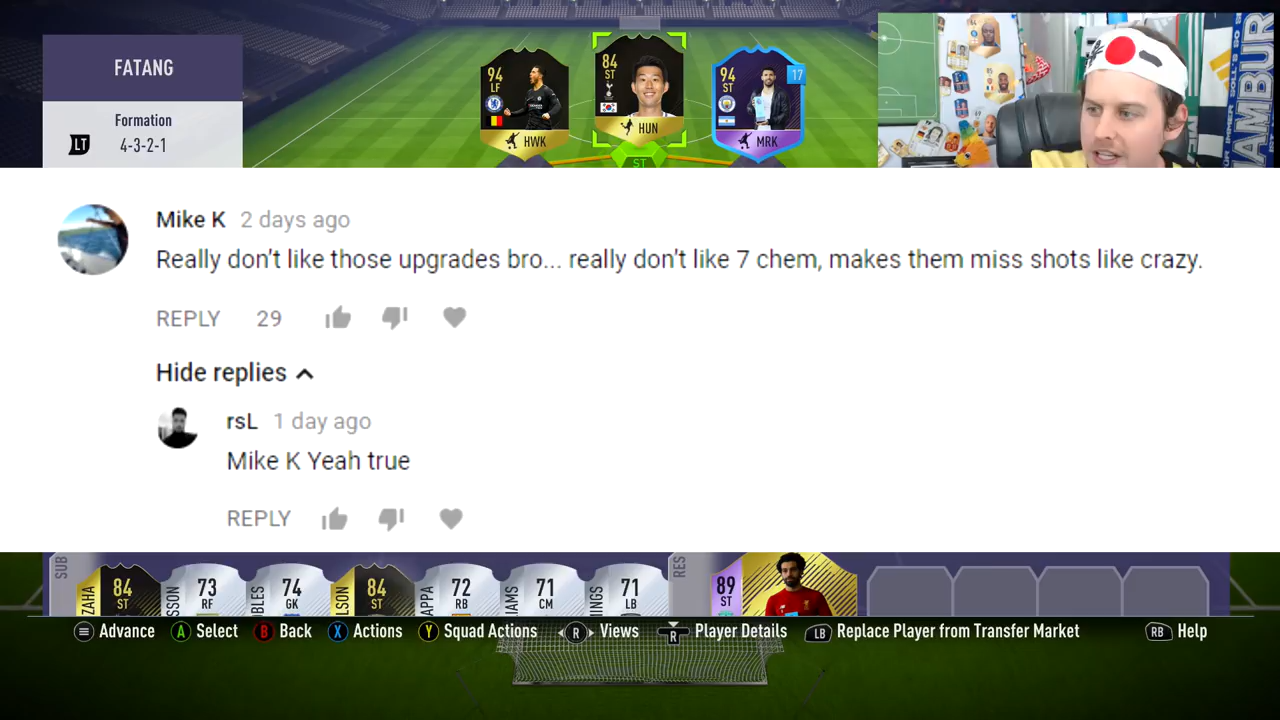 FATANG
Formation
LT 4-3-2-1
94
LF
HWK
84
ST
HUN
94
ST
17
MRK
ST
HAMBUR
Mike K 2 days ago
Really don't like those upgrades bro... really don't like 7 chem, makes them miss shots like crazy.
REPLY 29
Hide replies
rsL 1 day ago
Mike K Yeah true
REPLY
SUB
ZAHA 84 ST
SSON 73 RF
BLES 74 GK
LSON 84 ST
APPA 72 RB
IAMS 71 CM
INGS 71 LB
RES
89 ST
Advance A Select B Back X Actions Y Squad Actions R Views R Player Details LB Replace Player from Transfer Market RB Help